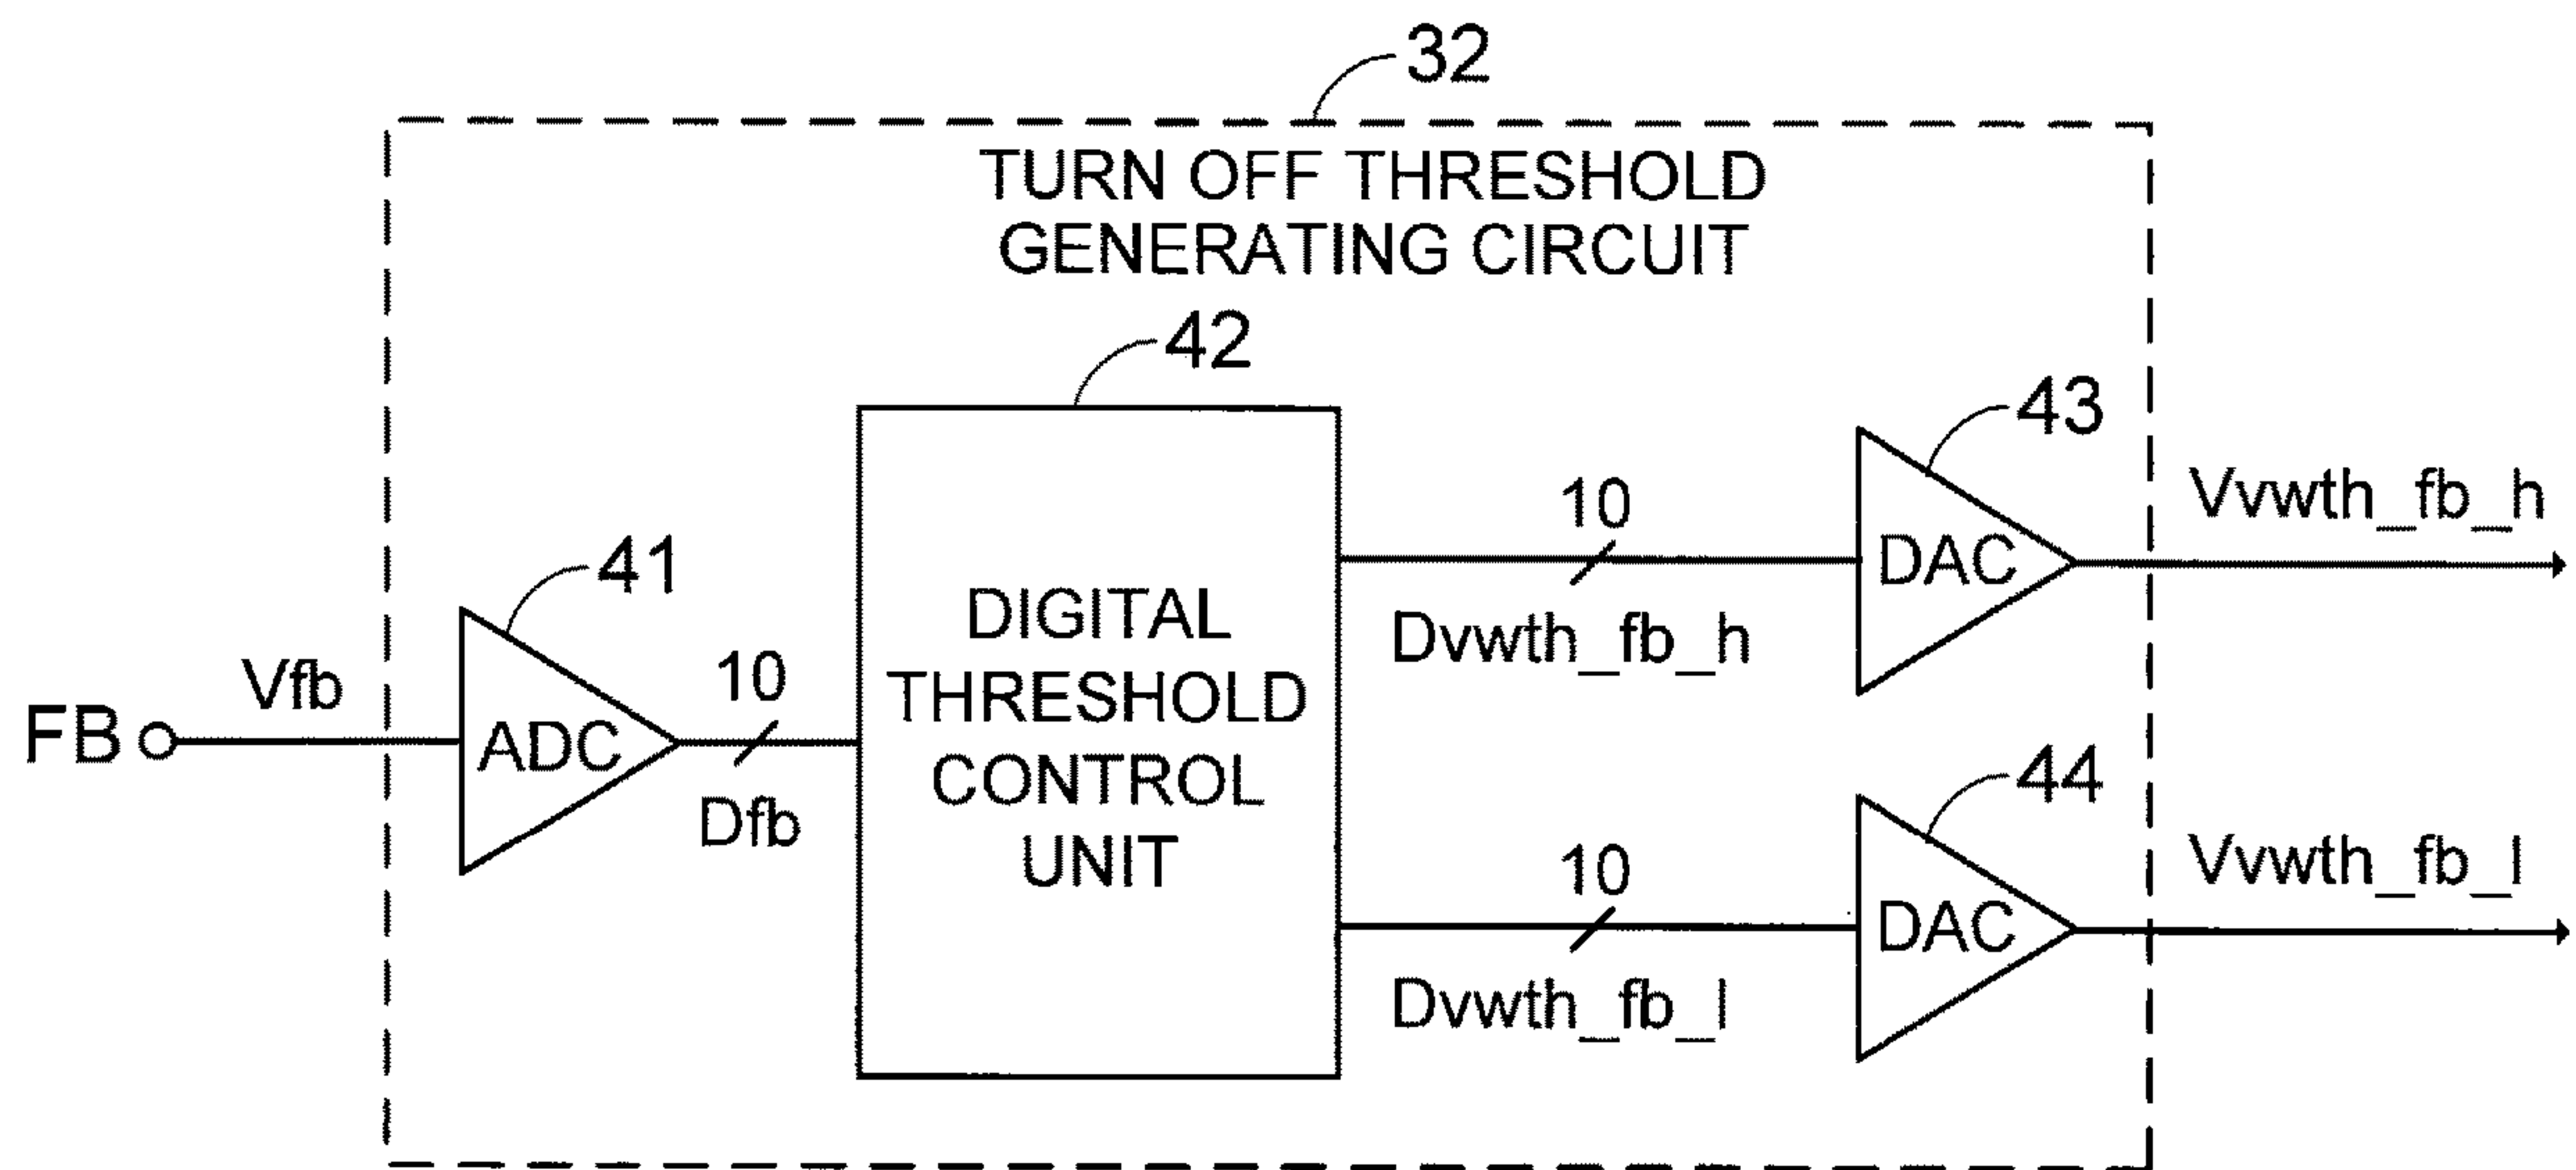 32
TURN OFF THRESHOLD
GENERATING CIRCUIT
42
43
10
Vvwth_fb_h
DAC
41
DIGITAL
THRESHOLD
CONTROL
UNIT
Dvwth_fb_h
Vfb
10
FB
ADC
Dfb
44
10
Vvwth_fb_l
DAC
Dvwth_fb_l